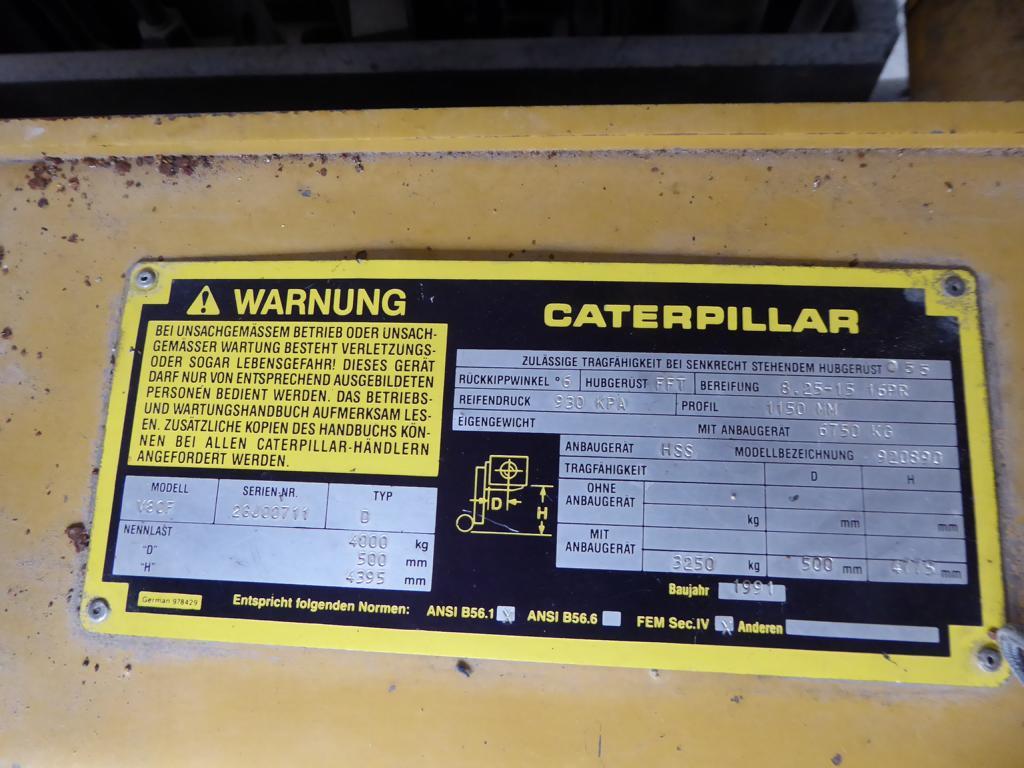 WARNUNG
BEI UNSACHGEMÄSSEM BETRIEB ODER UNSACH-
GEMÄSSER WARTUNG BESTEHT VERLETZUNGS-
ODER SOGAR LEBENSGEFAHR! DIESES GERÄT
DARF NUR VON ENTSPRECHEND AUSGEBILDETEN
PERSONEN BEDIENT WERDEN. DAS BETRIEBS-
UND WARTUNGSHANDBUCH AUFMERKSAM LES-
EN. ZUSÄTZLICHE KOPIEN DES HANDBUCHS KÖN-
NEN BEI ALLEN CATERPILLAR-HÄNDLERN
ANGEFORDERT WERDEN.
MODELL SERIEN-NR. TYP
V80F 26J00711 D
NENNLAST 4000 kg
"D" 500 mm
"H" 4395 mm
German 978429
CATERPILLAR
ZULÄSSIGE TRAGFÄHIGKEIT BEI SENKRECHT STEHENDEM HUBGERÜST
RÜCKKIPPWINKEL °6 HUBGERÜST FFT BEREIFUNG 8.25-15 16PR
REIFENDRUCK 930 KPA PROFIL 1150 MM
EIGENGEWICHT MIT ANBAUGERÄT 6750 KG
ANBAUGERÄT HSS MODELLBEZEICHNUNG 920890
TRAGFÄHIGKEIT D H
OHNE
ANBAUGERÄT kg mm mm
MIT
ANBAUGERÄT 3250 kg 500 mm 4775 mm
D
H
Baujahr 1991
Entspricht folgenden Normen: ANSI B56.1 X ANSI B56.6 FEM Sec.IV X Anderen